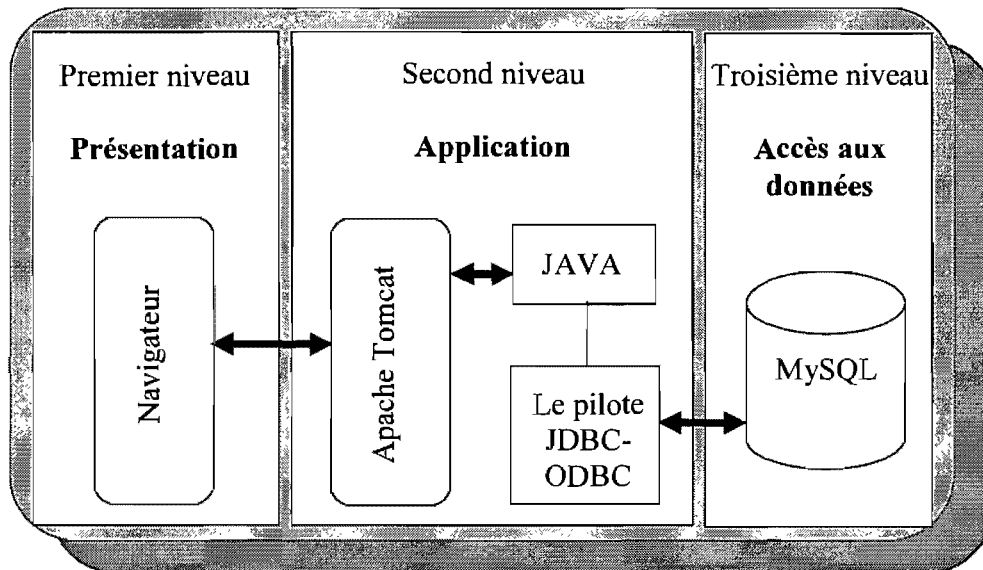 Premier niveau
Présentation
Navigateur
Second niveau
Application
Apache Tomcat
JAVA
Le pilote
JDBC-
ODBC
Troisième niveau
Accès aux
données
MySQL